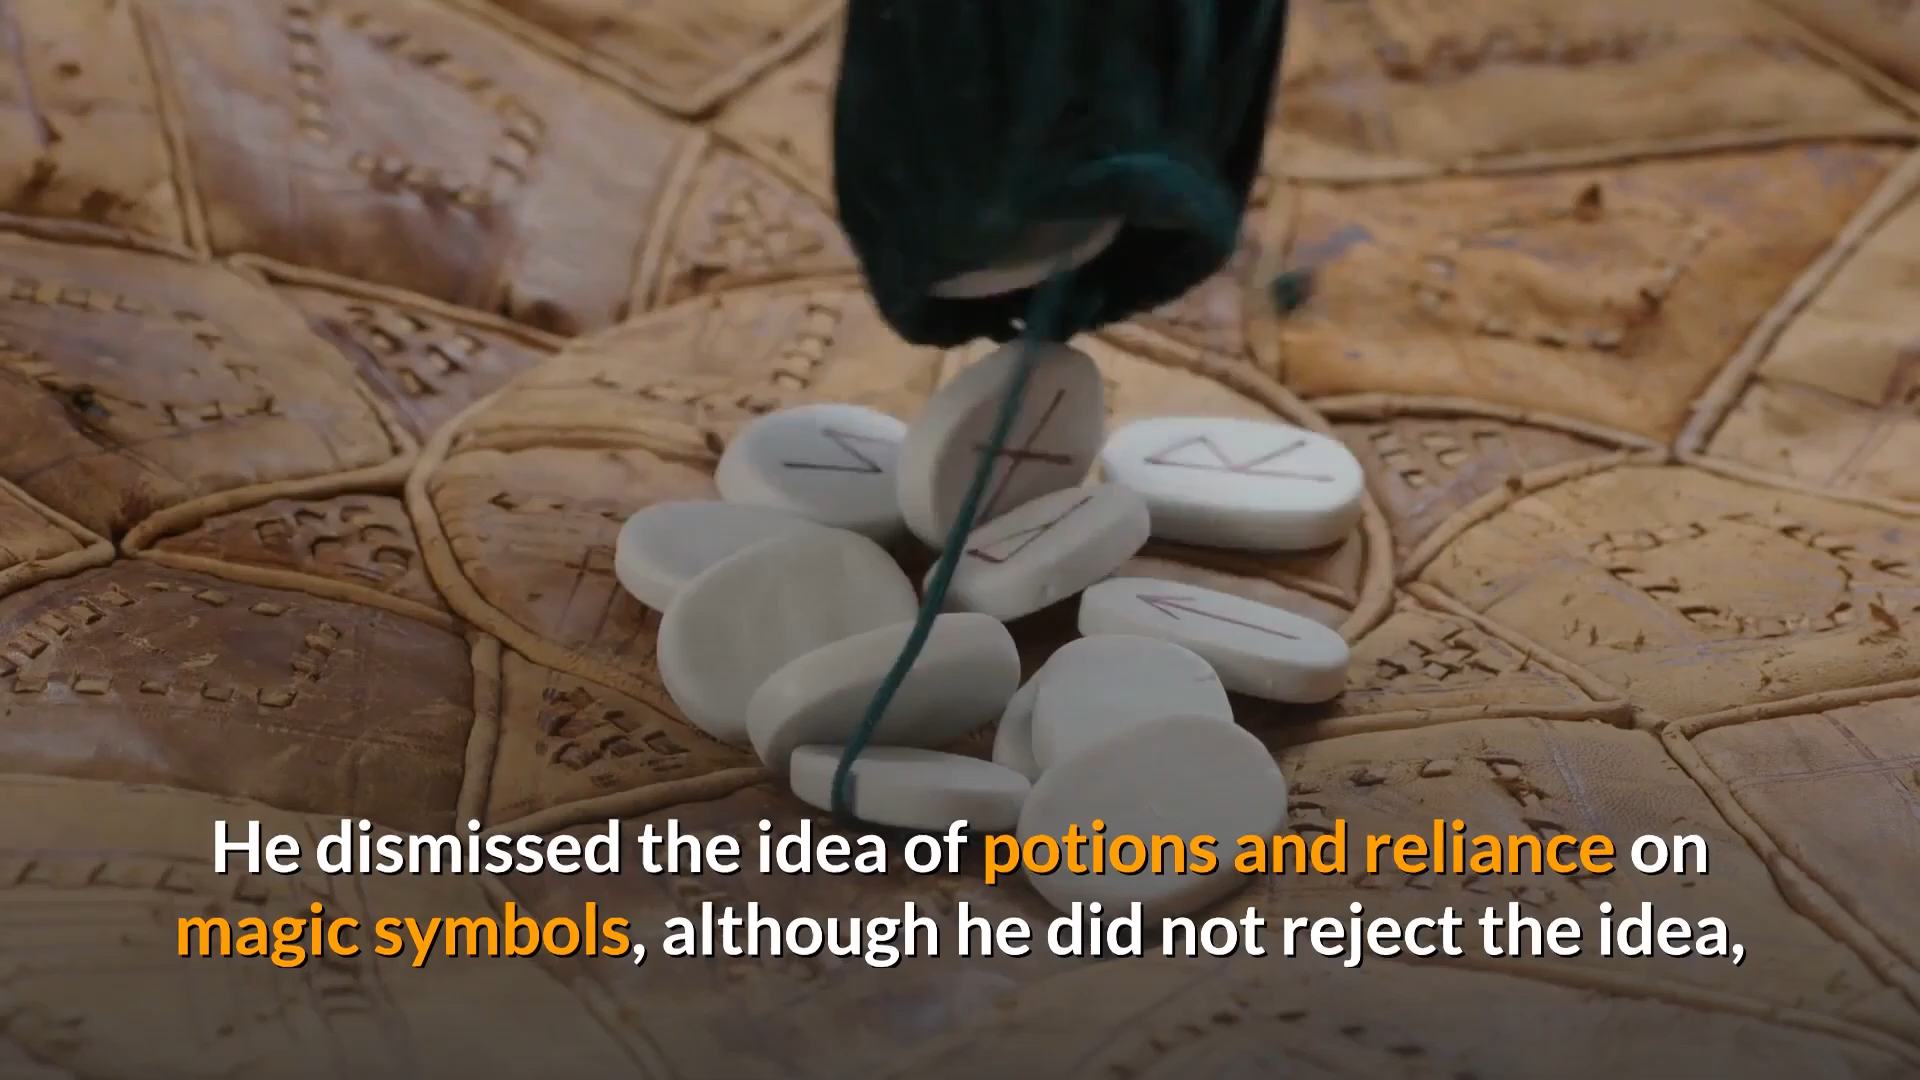 He dismissed the idea of potions and reliance on
magic symbols, although he did not reject the idea,